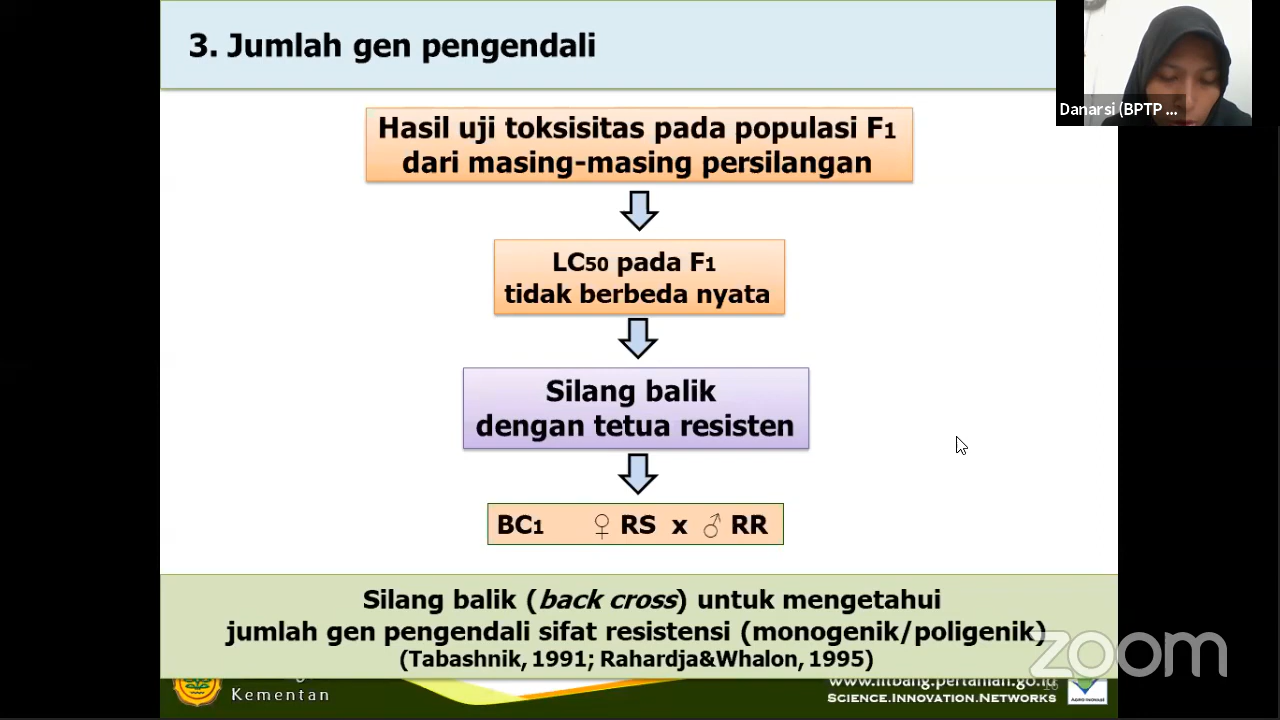 3. Jumlah gen pengendali
Danarsi (BPTP ...
Hasil uji toksisitas pada populasi F1
dari masing-masing persilangan
LC50 pada F1
tidak berbeda nyata
Silang balik
dengan tetua resisten
BC1 ♀ RS x ♂ RR
Silang balik (back cross) untuk mengetahui
jumlah gen pengendali sifat resistensi (monogenik/poligenik)
(Tabashnik, 1991; Rahardja&Whalon, 1995)
zoom
Kementan
www.litbang.pertanian.go.id
16
SCIENCE.INNOVATION.NETWORKS
AGRO INOVASI